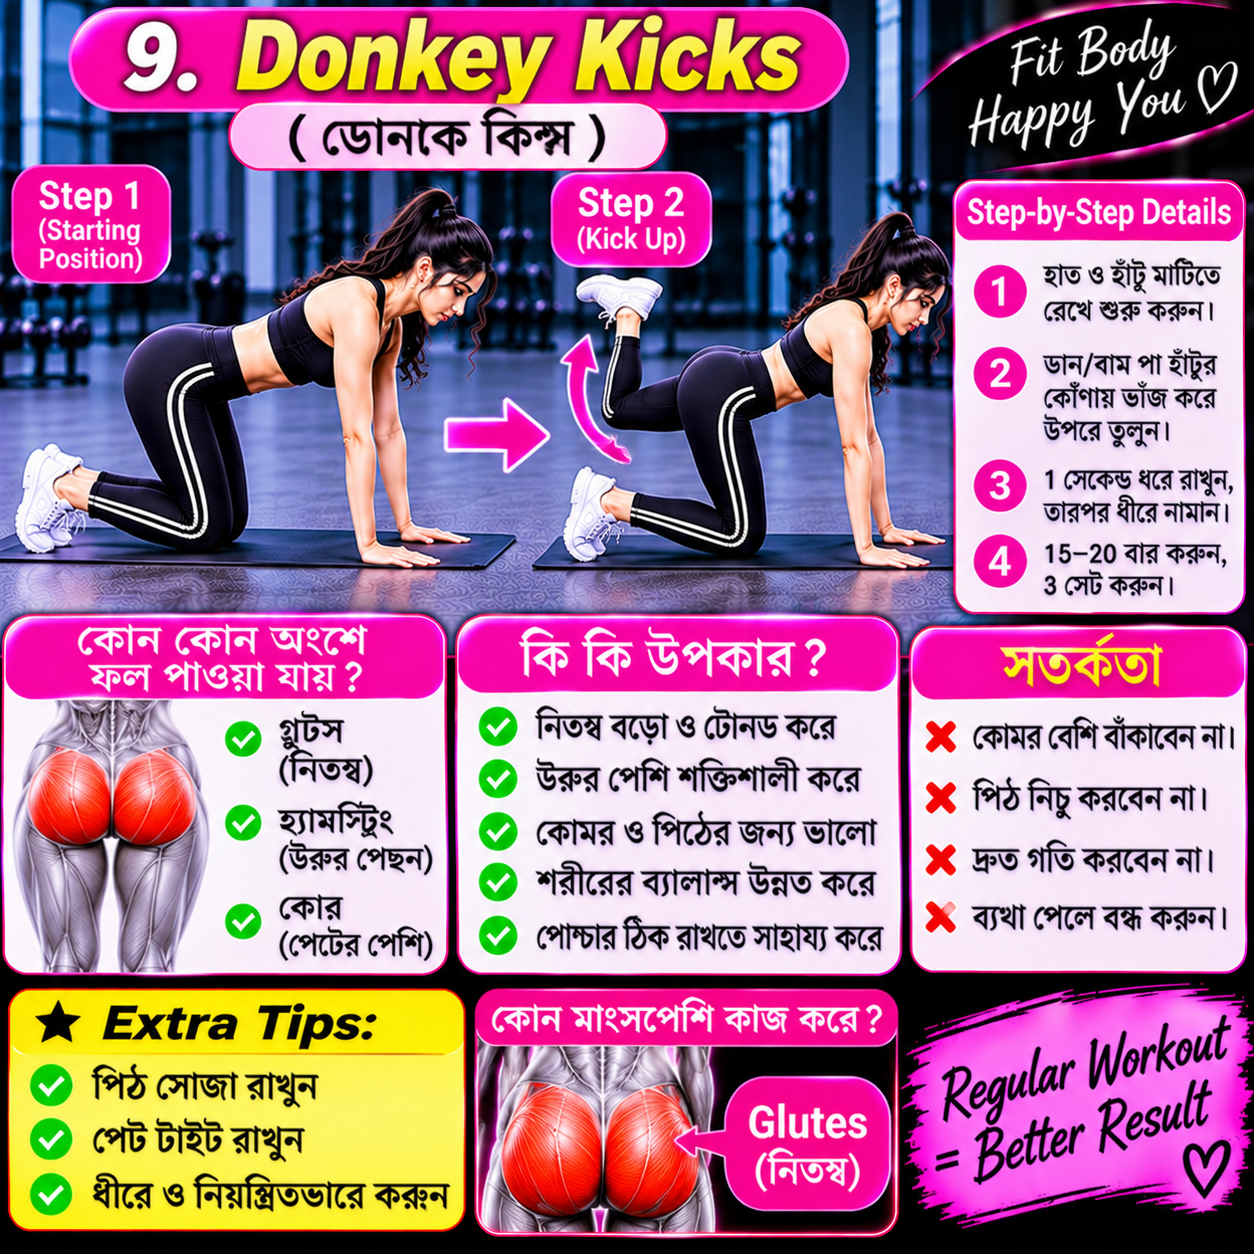 9. Donkey Kicks
( ডোনকে কিক্স )
Fit Body
Happy You
Step 1
(Starting
Position)
Step 2
(Kick Up)
Step-by-Step Details
1 হাত ও হাঁটু মাটিতে
রেখে শুরু করুন।
2 ডান/বাম পা হাঁটুর
কোঁণায় ভাঁজ করে
উপরে তুলুন।
3 1 সেকেন্ড ধরে রাখুন,
তারপর ধীরে নামান।
4 15–20 বার করুন,
3 সেট করুন।
কোন কোন অংশে
ফল পাওয়া যায় ?
গ্লুটস
(নিতম্ব)
হ্যামস্ট্রিং
(উরুর পেছন)
কোর
(পেটের পেশি)
কি কি উপকার ?
নিতম্ব বড়ো ও টোনড করে
উরুর পেশি শক্তিশালী করে
কোমর ও পিঠের জন্য ভালো
শরীরের ব্যালান্স উন্নত করে
পোশ্চার ঠিক রাখতে সাহায্য করে
সতর্কতা
কোমর বেশি বাঁকাবেন না।
পিঠ নিচু করবেন না।
দ্রুত গতি করবেন না।
ব্যথা পেলে বন্ধ করুন।
Extra Tips:
পিঠ সোজা রাখুন
পেট টাইট রাখুন
ধীরে ও নিয়ন্ত্রিতভাবে করুন
কোন মাংসপেশি কাজ করে ?
Glutes
(নিতম্ব)
Regular Workout
= Better Result